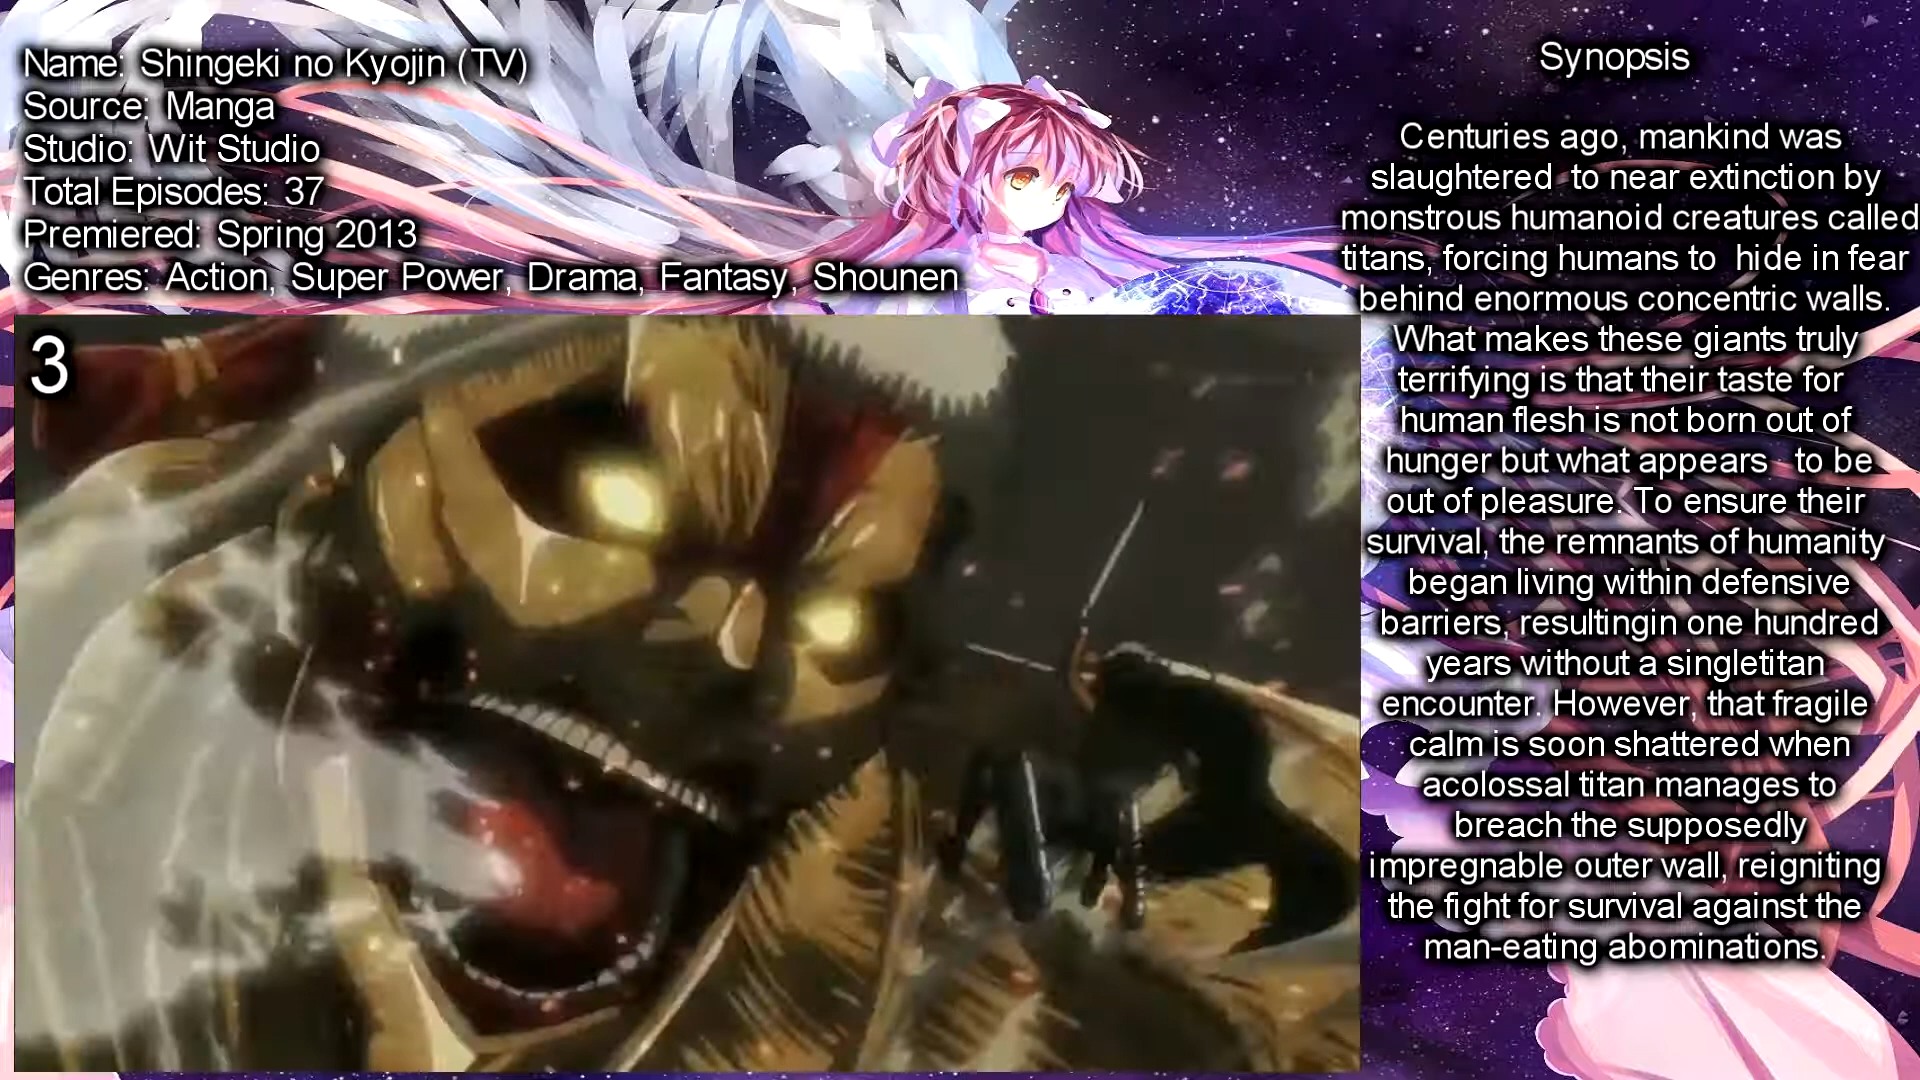 Name: Shingeki no Kyojin (TV)
Source: Manga
Studio: Wit Studio
Total Episodes: 37
Premiered: Spring 2013
Genres: Action, Super Power, Drama, Fantasy, Shounen
3
Synopsis
Centuries ago, mankind was
slaughtered  to near extinction by
monstrous humanoid creatures called
titans, forcing humans to  hide in fear
behind enormous concentric walls.
What makes these giants truly
terrifying is that their taste for
human flesh is not born out of
hunger but what appears   to be
out of pleasure. To ensure their
survival, the remnants of humanity
began living within defensive
barriers, resultingin one hundred
years without a singletitan
encounter. However, that fragile
calm is soon shattered when
acolossal titan manages to
breach the supposedly
impregnable outer wall, reigniting
the fight for survival against the
man-eating abominations.